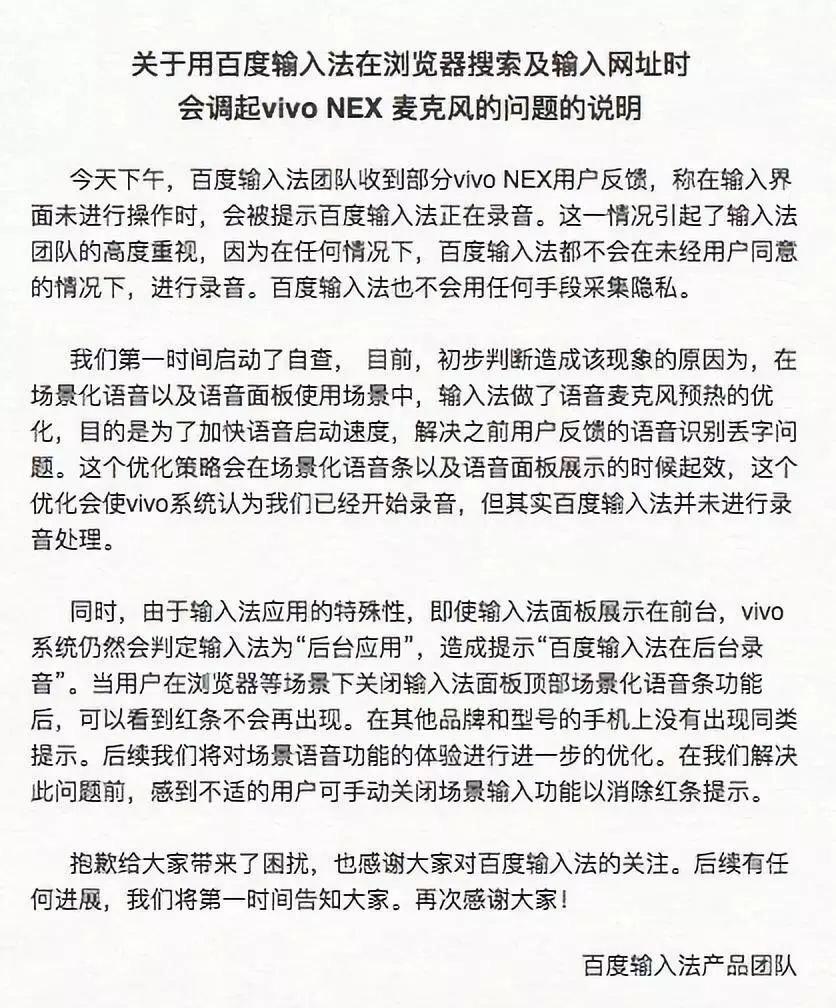 关于用百度输入法在浏览器搜索及输入网址时
会调起vivo NEX 麦克风的问题的说明
今天下午，百度输入法团队收到部分vivo NEX用户反馈，称在输入界
面未进行操作时，会被提示百度输入法正在录音。这一情况引起了输入法
团队的高度重视，因为在任何情况下，百度输入法都不会在未经用户同意
的情况下，进行录音。百度输入法也不会用任何手段采集隐私。
我们第一时间启动了自查， 目前，初步判断造成该现象的原因为，在
场景化语音以及语音面板使用场景中，输入法做了语音麦克风预热的优
化，目的是为了加快语音启动速度，解决之前用户反馈的语音识别丢字问
题。这个优化策略会在场景化语音条以及语音面板展示的时候起效，这个
优化会使vivo系统认为我们已经开始录音，但其实百度输入法并未进行录
音处理。
同时，由于输入法应用的特殊性，即使输入法面板展示在前台，vivo
系统仍然会判定输入法为“后台应用”，造成提示“百度输入法在后台录
音”。当用户在浏览器等场景下关闭输入法面板顶部场景化语音条功能
后，可以看到红条不会再出现。在其他品牌和型号的手机上没有出现同类
提示。后续我们将对场景语音功能的体验进行进一步的优化。在我们解决
此问题前，感到不适的用户可手动关闭场景输入功能以消除红条提示。
抱歉给大家带来了困扰，也感谢大家对百度输入法的关注。后续有任
何进展，我们将第一时间告知大家。再次感谢大家！
百度输入法产品团队